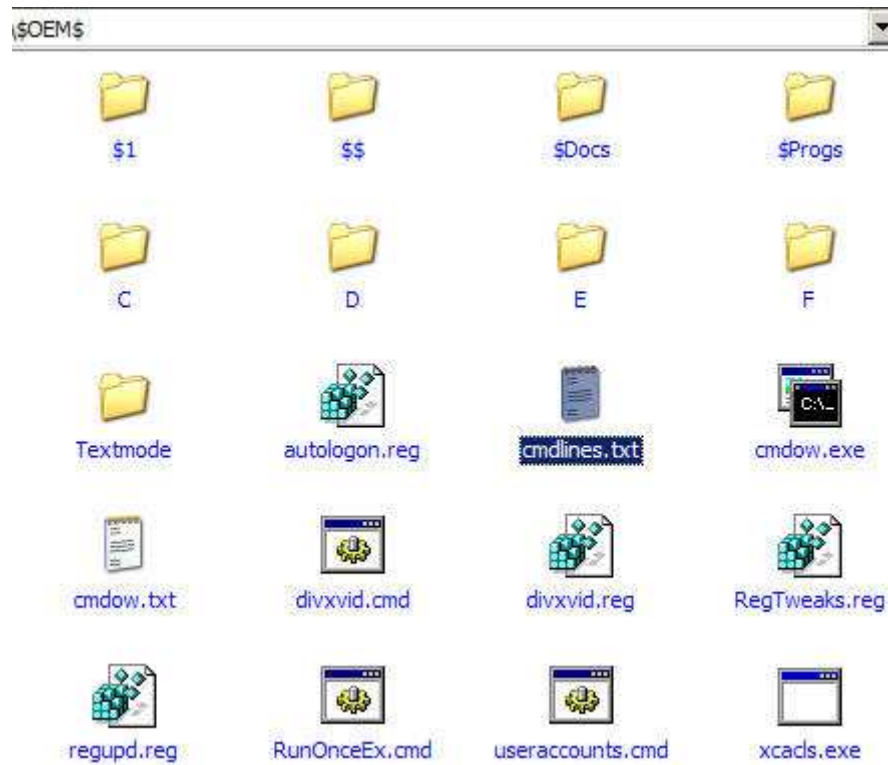 \$OEM$
$1 $$ $Docs $Progs
C D E F
C:\_
Textmode autologon.reg cmdlines.txt cmdow.exe
cmdow.txt divxvid.cmd divxvid.reg RegTweaks.reg
regupd.reg RunOnceEx.cmd useraccounts.cmd xcacls.exe